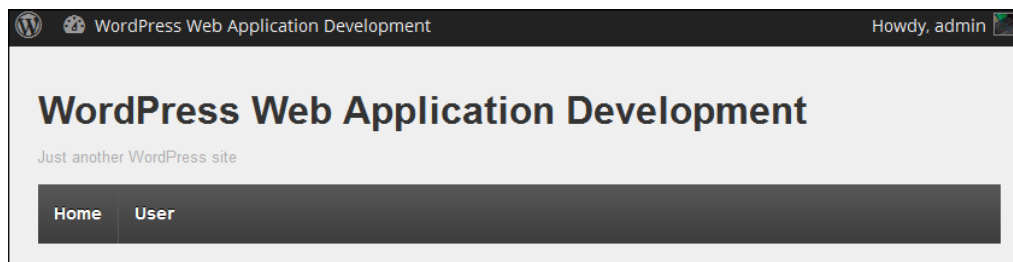 WordPress Web Application Development Howdy, admin
WordPress Web Application Development
Just another WordPress site
Home User